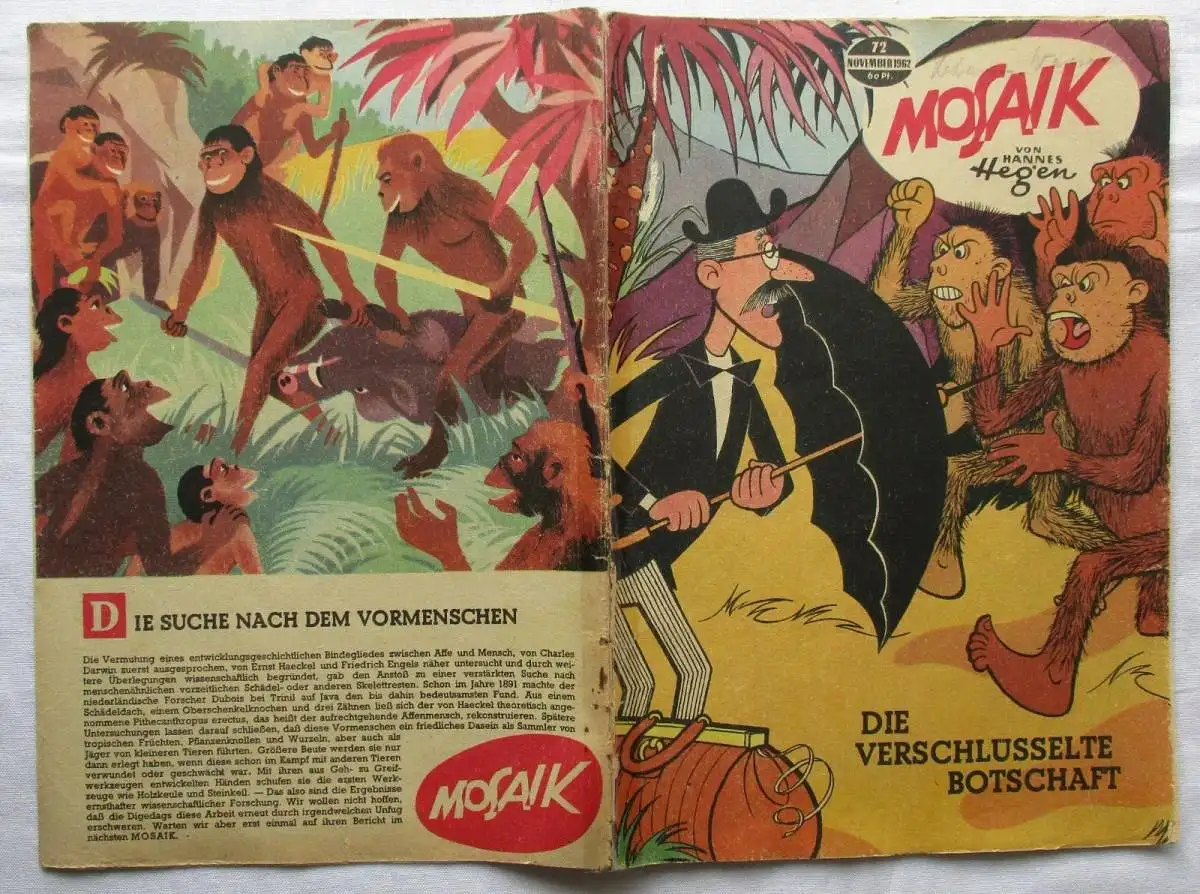 DIE SUCHE NACH DEM VORMENSCHEN
Die Vermutung eines entwicklungsgeschichtlichen Bindegliedes zwischen Affe und Mensch, von Charles
Darwin zuerst ausgesprochen, von Ernst Haeckel und Friedrich Engels näher untersucht und durch wei-
tere Überlegungen wissenschaftlich begründet, gab den Anstoß zu einer verstärkten Suche nach
menschenähnlichen vorzeitlichen Schädel- oder anderen Skelettresten. Schon im Jahre 1891 machte der
niederländische Forscher Dubois bei Trinil auf Java den bis dahin bedeutsamsten Fund. Aus einem
Schädeldach, einem Oberschenkelknochen und drei Zähnen ließ sich der von Haeckel theoretisch ange-
nommene Pithecanthropus erectus, das heißt der aufrechtgehende Affenmensch, rekonstruieren. Spätere
Untersuchungen lassen darauf schließen, daß diese Vormenschen ein friedliches Dasein als Sammler von
tropischen Früchten, Pflanzenknollen und Wurzeln, aber auch als
Jäger von kleineren Tieren führten. Größere Beute werden sie nur
dann erlegt haben, wenn diese schon im Kampf mit anderen Tieren
verwundet oder geschwächt war. Mit ihren aus Geh- zu Greif-
werkzeugen entwickelten Händen schufen sie die ersten Werk-
zeuge wie Holzkeule und Steinkeil. — Das also sind die Ergebnisse
ernsthafter wissenschaftlicher Forschung. Wir wollen nicht hoffen,
daß die Digedags diese Arbeit erneut durch irgendwelchen Unfug
erschweren. Warten wir aber erst einmal auf ihren Bericht im
nächsten MOSAIK.
MOSAIK
72
NOVEMBER 1962
60 Pf.
MOSAIK
VON
HANNES
Hegen
DIE
VERSCHLÜSSELTE
BOTSCHAFT